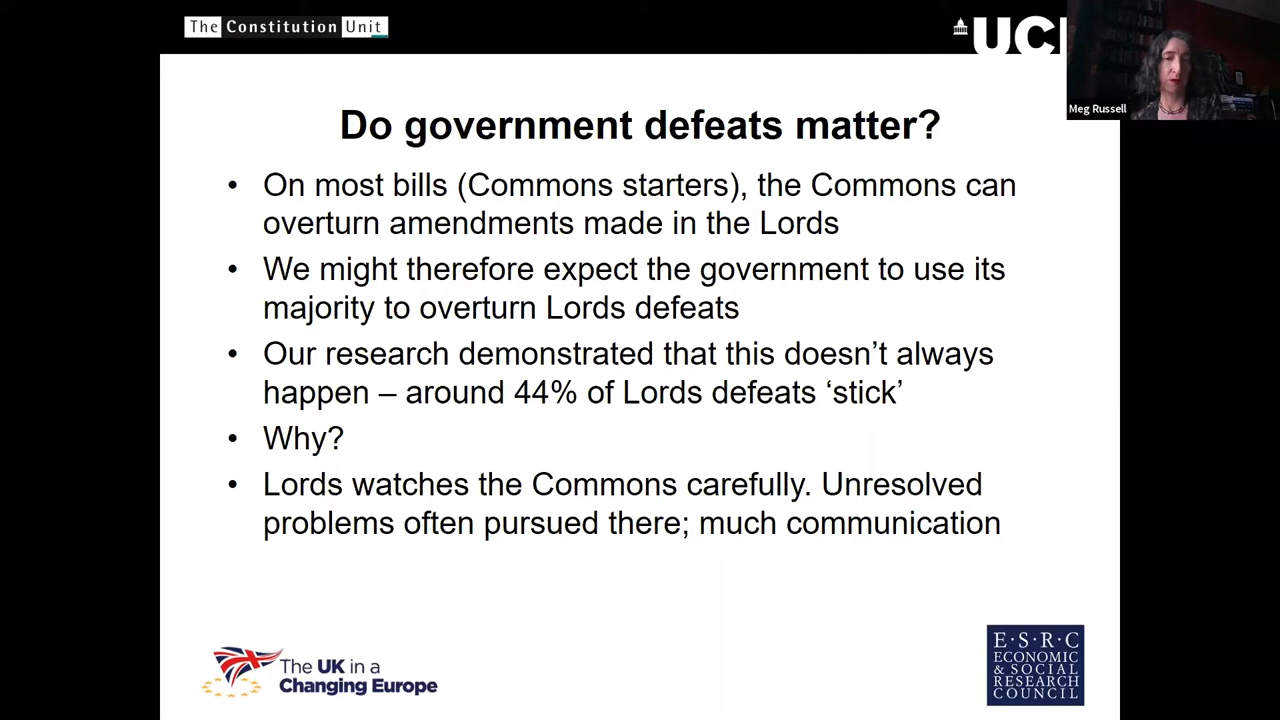 The Constitution Unit
UCL
Meg Russell
Do government defeats matter?
• On most bills (Commons starters), the Commons can
overturn amendments made in the Lords
• We might therefore expect the government to use its
majority to overturn Lords defeats
• Our research demonstrated that this doesn’t always
happen – around 44% of Lords defeats ‘stick’
• Why?
• Lords watches the Commons carefully. Unresolved
problems often pursued there; much communication
The UK in a
Changing Europe
E·S·R·C
ECONOMIC
& SOCIAL
RESEARCH
COUNCIL